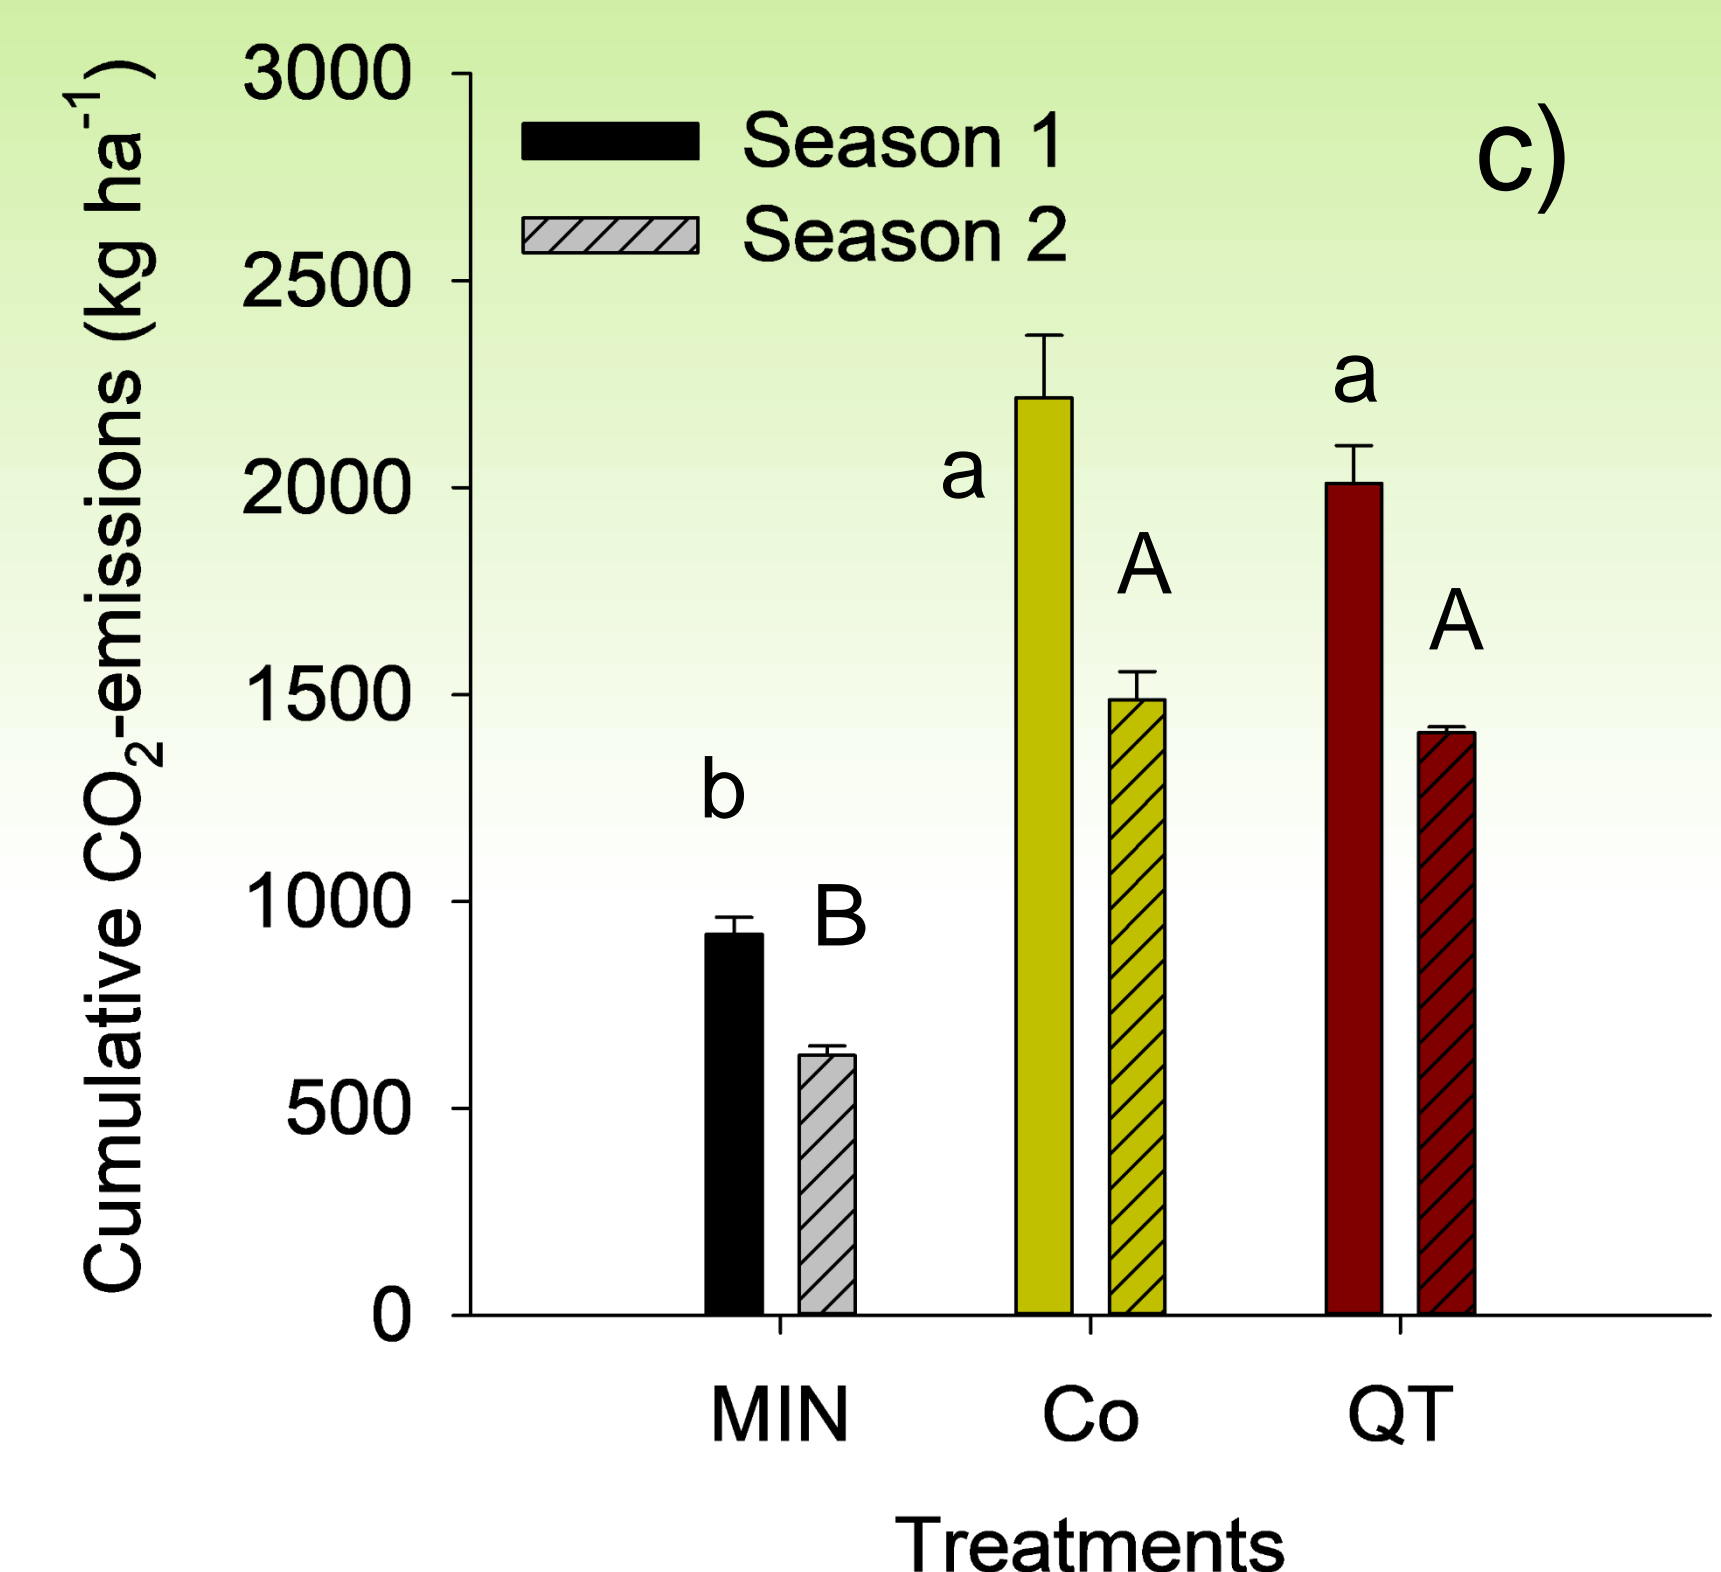 Cumulative CO₂-emissions (kg ha⁻¹)
3000
2500
2000
1500
1000
500
0
Season 1
Season 2
c)
a
a
a
A
A
b
B
MIN Co QT
Treatments